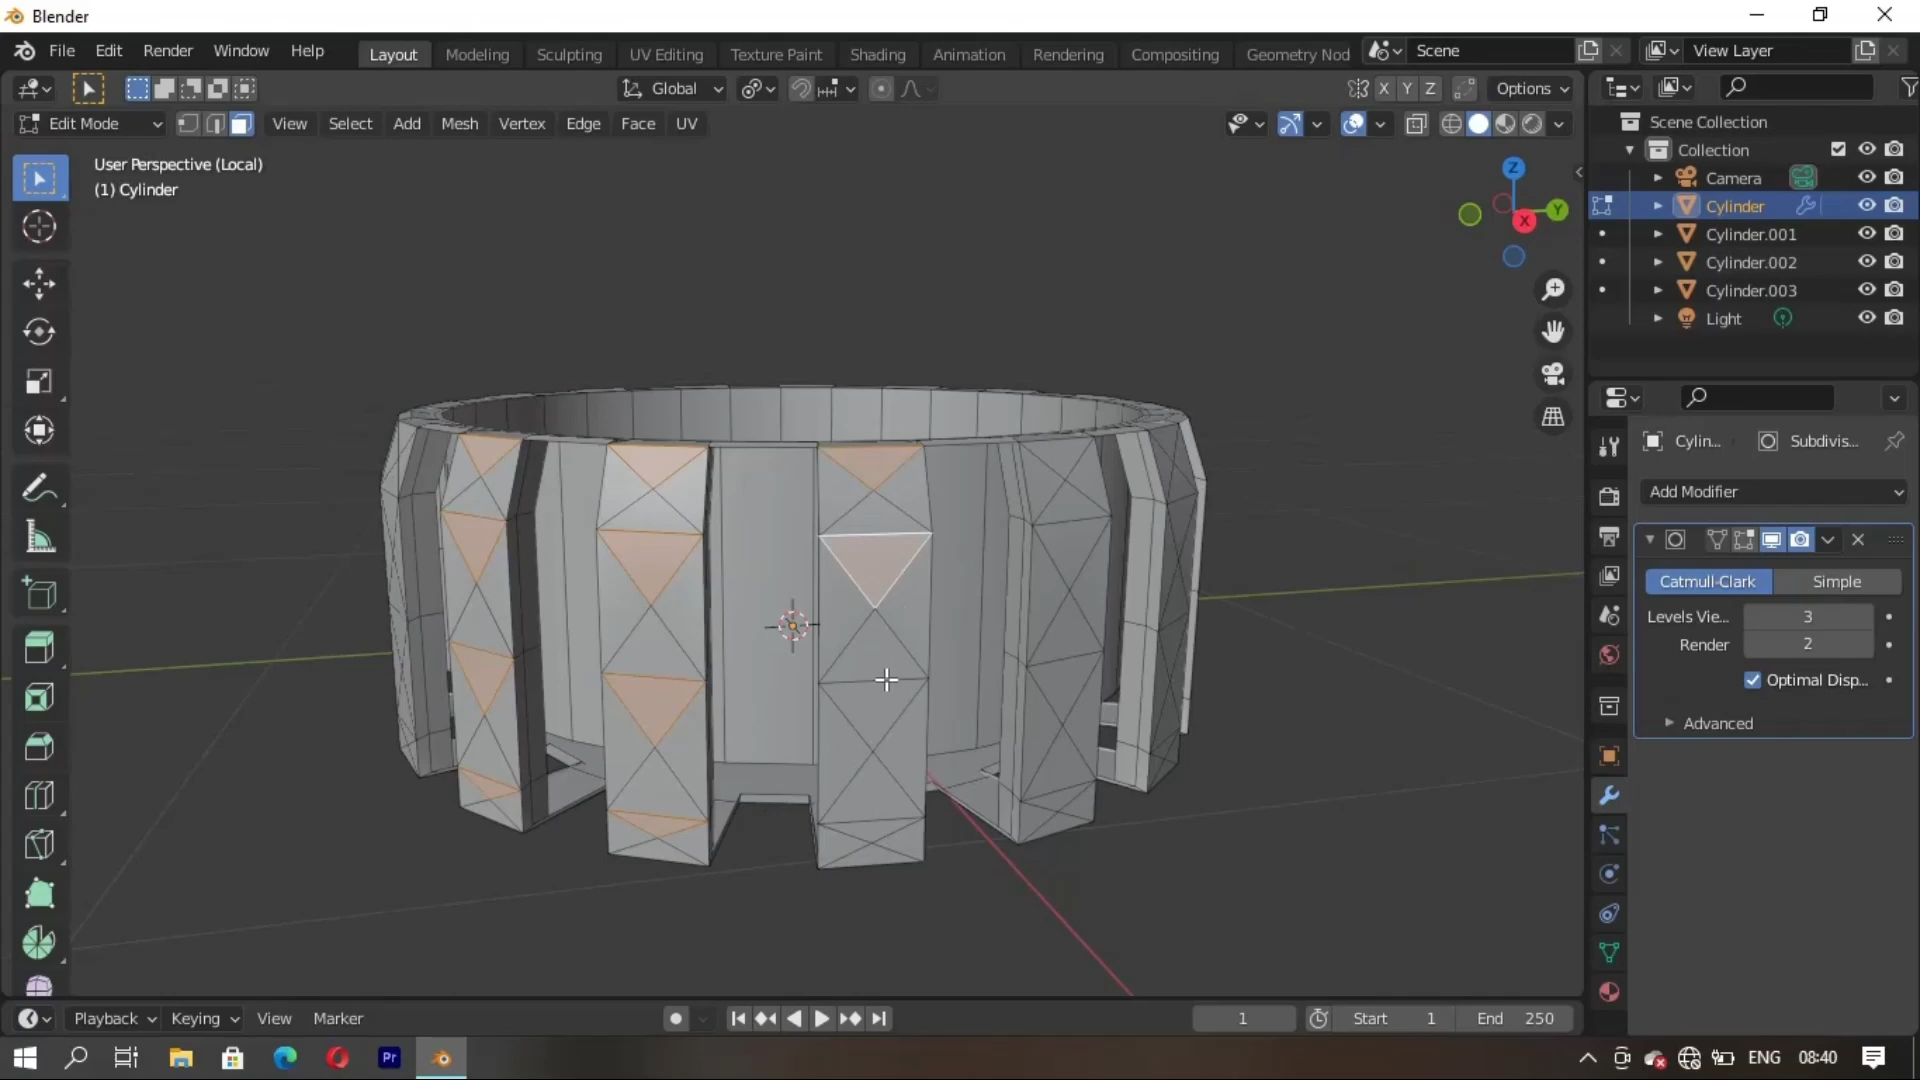 Blender
File Edit Render Window Help Layout Modeling Sculpting UV Editing Texture Paint Shading Animation Rendering Compositing Geometry Nod Scene View Layer
Global X Y Z Options
Edit Mode View Select Add Mesh Vertex Edge Face UV
User Perspective (Local)
(1) Cylinder
Z
Y
X
Scene Collection
Collection
Camera
Cylinder
Cylinder.001
Cylinder.002
Cylinder.003
Light
Cylin... Subdivis...
Add Modifier
Catmull-Clark Simple
Levels Vie... 3
Render 2
Optimal Disp...
Advanced
Playback Keying View Marker 1 Start 1 End 250
Pr ENG 08:40